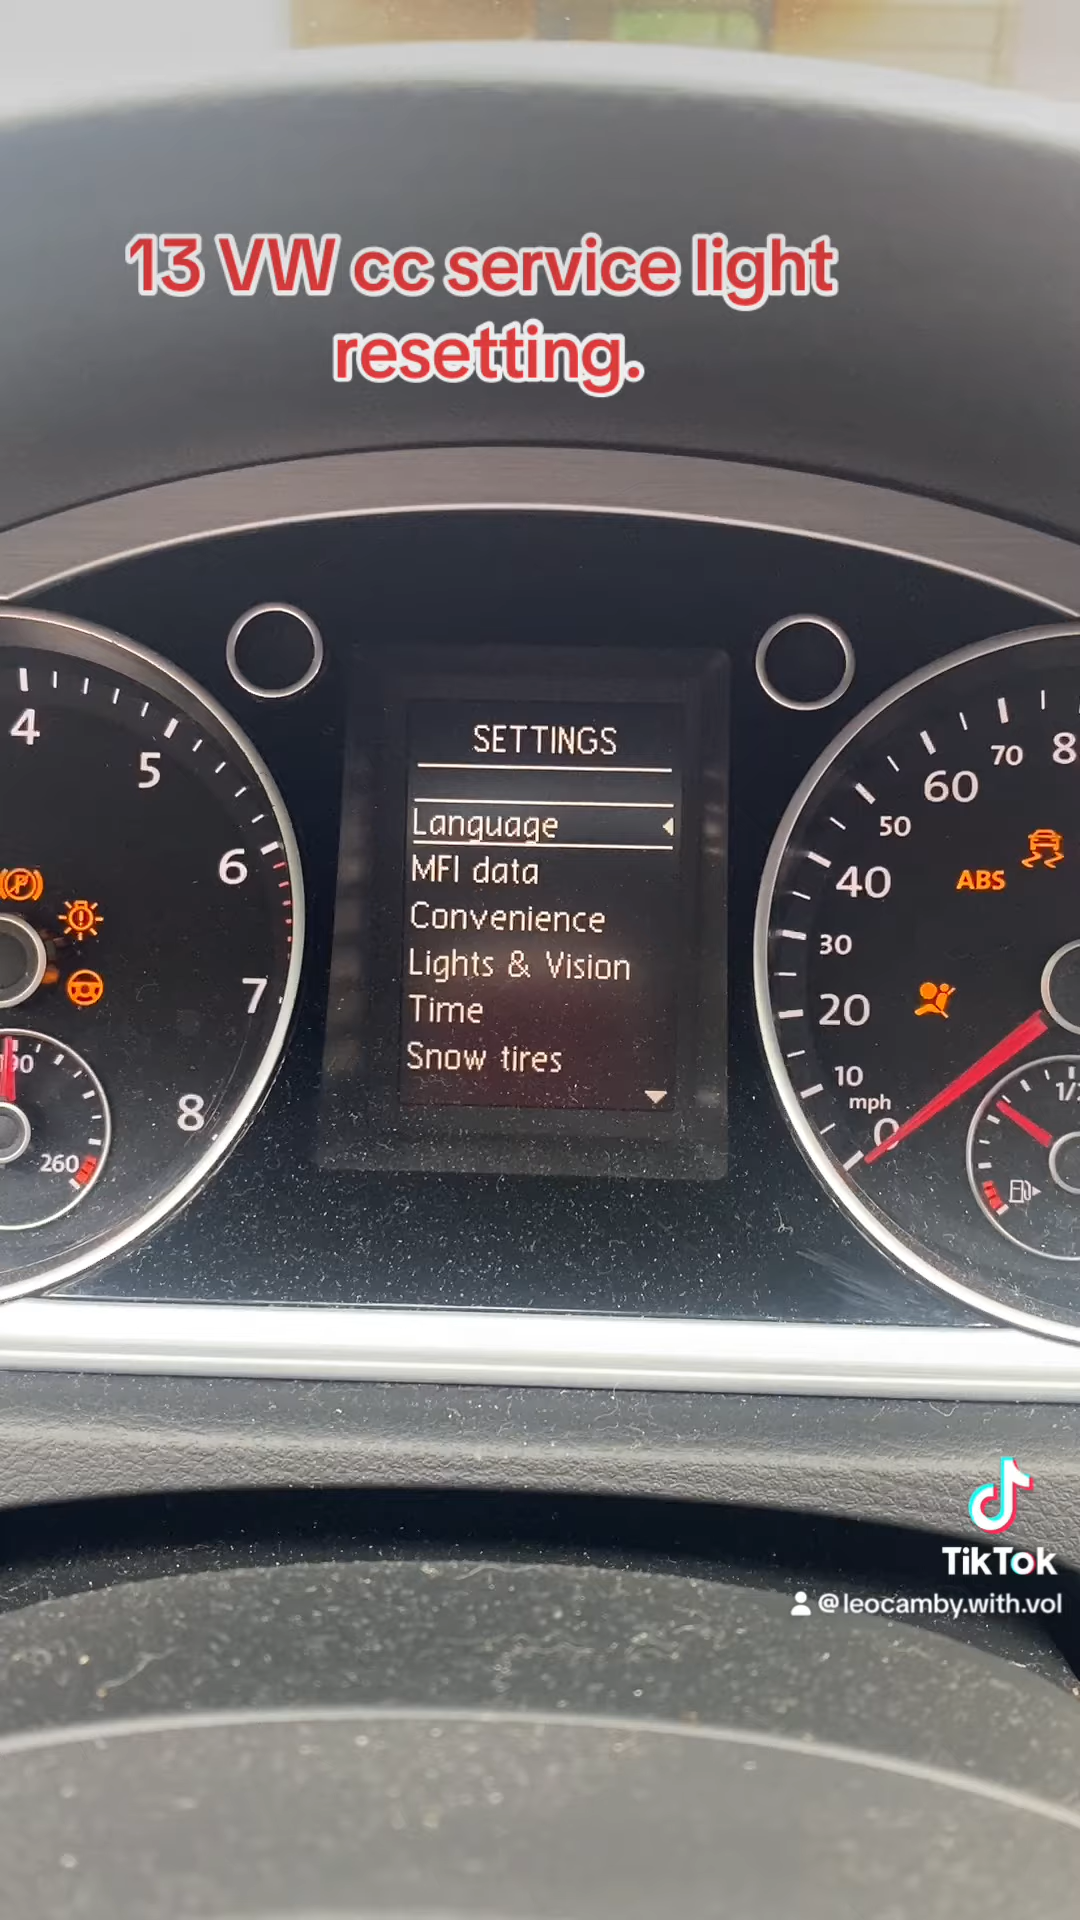 13 VW cc service light
resetting.
SETTINGS
Language
MFI data
Convenience
Lights & Vision
Time
Snow tires
4
5
6
7
8
260
ABS
70
60
50
40
30
20
10
mph
0
TikTok
@leocamby.with.vol